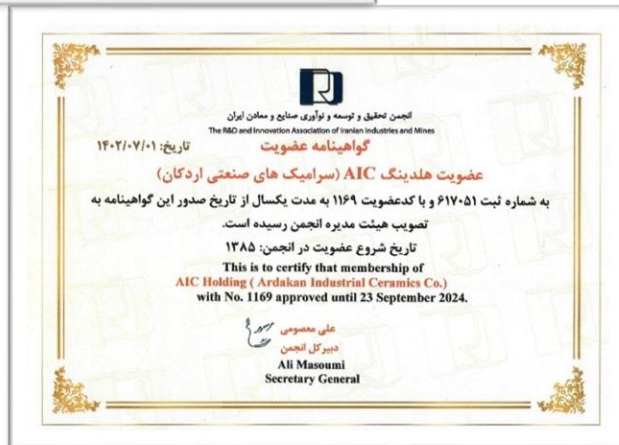 انجمن تحقیق و توسعه و نوآوری صنایع و معادن ایران
The R&D and Innovation Association of Iranian Industries and Mines
گواهینامه عضویت
تاریخ: ۱۴۰۲/۰۷/۰۱
عضویت هلدینگ AIC (سرامیک های صنعتی اردکان)
به شماره ثبت ۶۱۷۰۵۱ و با کدعضویت ۱۱۶۹ به مدت یکسال از تاریخ صدور این گواهینامه به
تصویب هیئت مدیره انجمن رسیده است.
تاریخ شروع عضویت در انجمن: ۱۳۸۵
This is to certify that membership of
AIC Holding ( Ardakan Industrial Ceramics Co.)
with No. 1169 approved until 23 September 2024.
علی معصومی
دبیرکل انجمن
Ali Masoumi
Secretary General